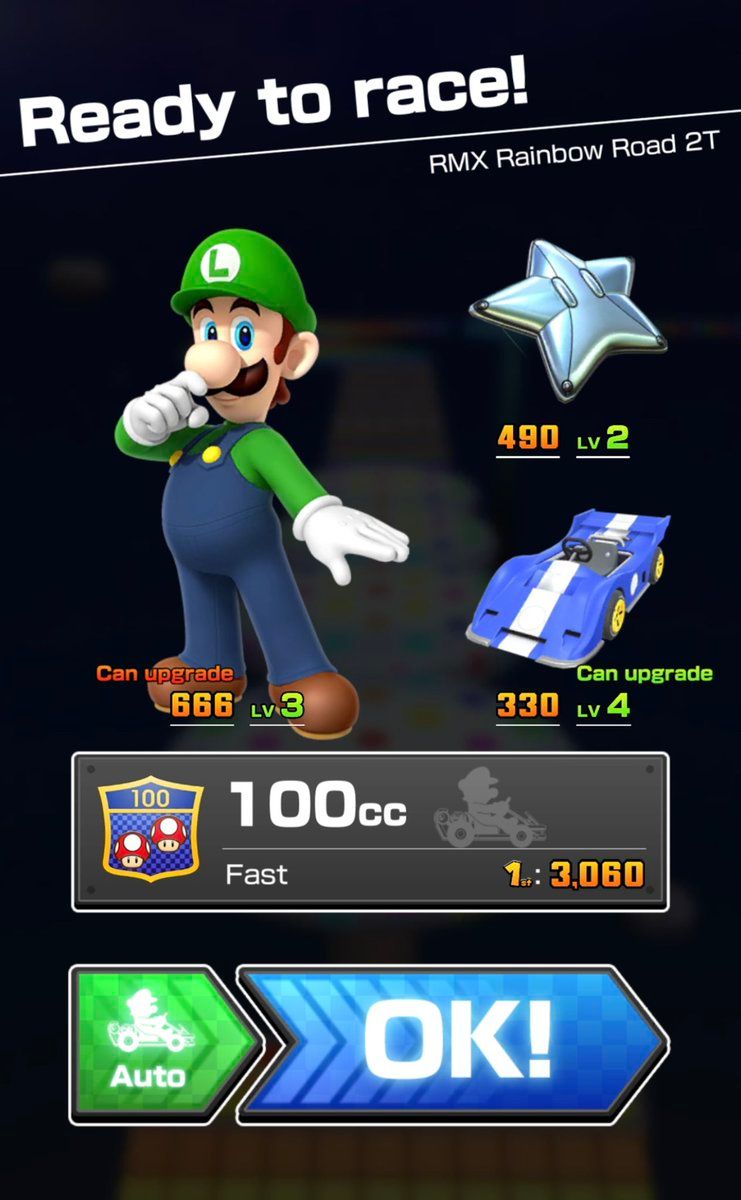 Ready to race!
RMX Rainbow Road 2T
L
490 LV 2
Can upgrade
666 LV 3
Can upgrade
330 LV 4
100
100cc
Fast
1st: 3,060
Auto
OK!